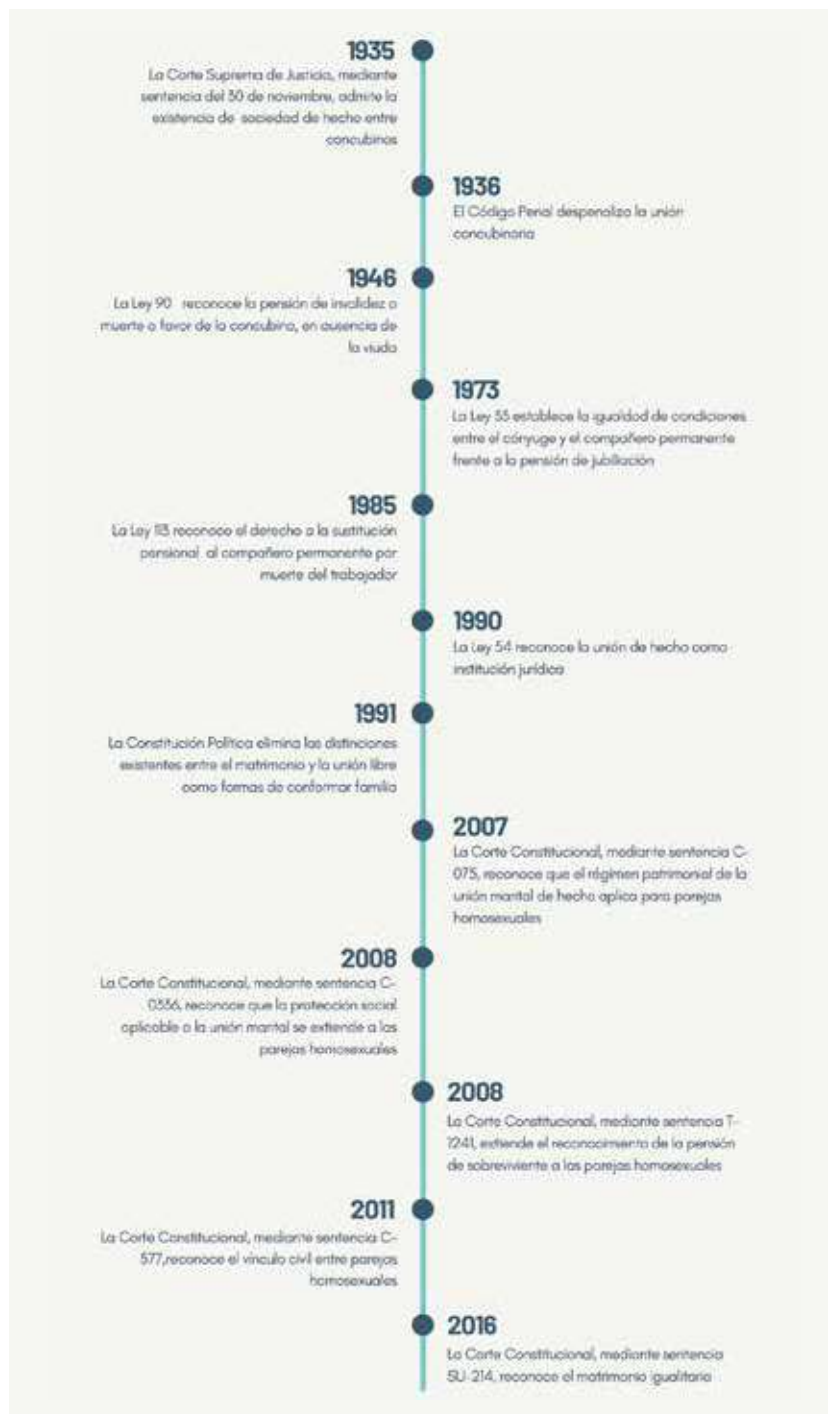 1935
La Corte Suprema de Justicia, mediante
sentencia del 30 de noviembre, admite la
existencia de sociedad de hecho entre
concubinos
1936
El Código Penal despenaliza la unión
concubinaria
1946
La Ley 90 reconoce la pensión de invalidez o
muerte a favor de la concubina, en ausencia de
la viuda
1973
La Ley 33 establece la igualdad de condiciones
entre el cónyuge y el compañero permanente
frente a la pensión de jubilación
1985
La Ley 113 reconoce el derecho a la sustitución
pensional al compañero permanente por
muerte del trabajador
1990
La Ley 54 reconoce la unión de hecho como
institución jurídica
1991
La Constitución Política elimina las distinciones
existentes entre el matrimonio y la unión libre
como formas de conformar familia
2007
La Corte Constitucional, mediante sentencia C-
075, reconoce que el régimen patrimonial de la
unión marital de hecho aplica para parejas
homosexuales
2008
La Corte Constitucional, mediante sentencia C-
0336, reconoce que la protección social
aplicable a la unión marital se extiende a las
parejas homosexuales
2008
La Corte Constitucional, mediante sentencia T-
1241, extiende el reconocimiento de la pensión
de sobreviviente a las parejas homosexuales
2011
La Corte Constitucional, mediante sentencia C-
577,reconoce el vínculo civil entre parejas
homosexuales
2016
La Corte Constitucional, mediante sentencia
SU-214, reconoce el matrimonio igualitario